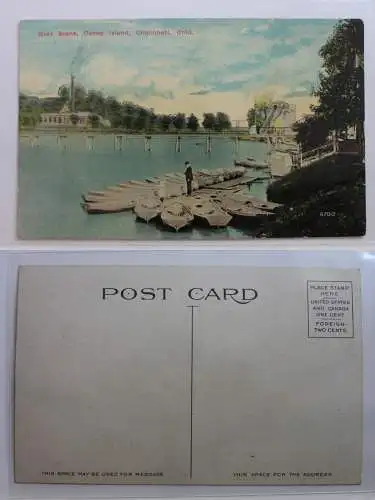 Boat Scene, Coney Island, Cincinnati, Ohio.
POST CARD
PLACE STAMP
HERE
UNITED STATES
AND CANADA
ONE CENT
FOREIGN-
TWO CENTS.
THIS SPACE MAY BE USED FOR MESSAGE
THIS SPACE FOR THE ADDRESS.